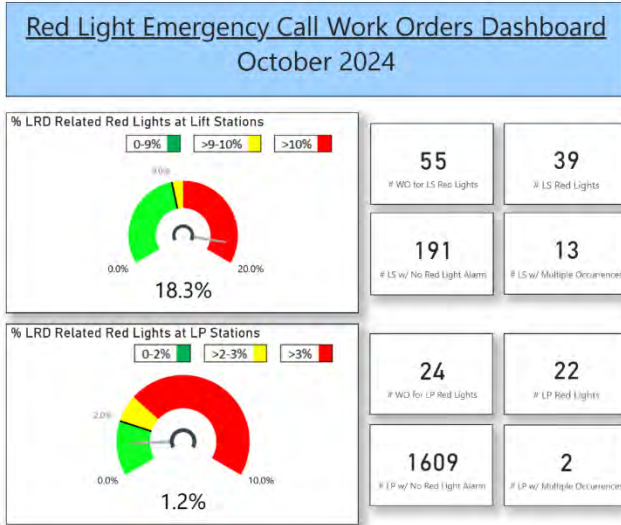 Red Light Emergency Call Work Orders Dashboard
October 2024
% LRD Related Red Lights at Lift Stations
0-9% >9-10% >10%
9.0%
0.0% 20.0%
18.3%
55
# WO for LS Red Lights
39
# LS Red Lights
191
# LS w/ No Red Light Alarm
13
# LS w/ Multiple Occurrences
% LRD Related Red Lights at LP Stations
0-2% >2-3% >3%
2.0%
0.0% 10.0%
1.2%
24
# WO for LP Red Lights
22
# LP Red Lights
1609
# LP w/ No Red Light Alarm
2
# LP w/ Multiple Occurrences